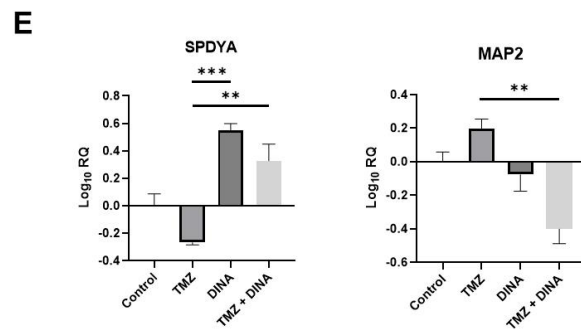 E
SPDYA
***
**
Log10 RQ
0.8
0.6
0.4
0.2
0.0
-0.2
-0.4
Control
TMZ
DINA
TMZ + DINA
MAP2
**
Log10 RQ
0.4
0.2
0.0
-0.2
-0.4
-0.6
Control
TMZ
DINA
TMZ + DINA